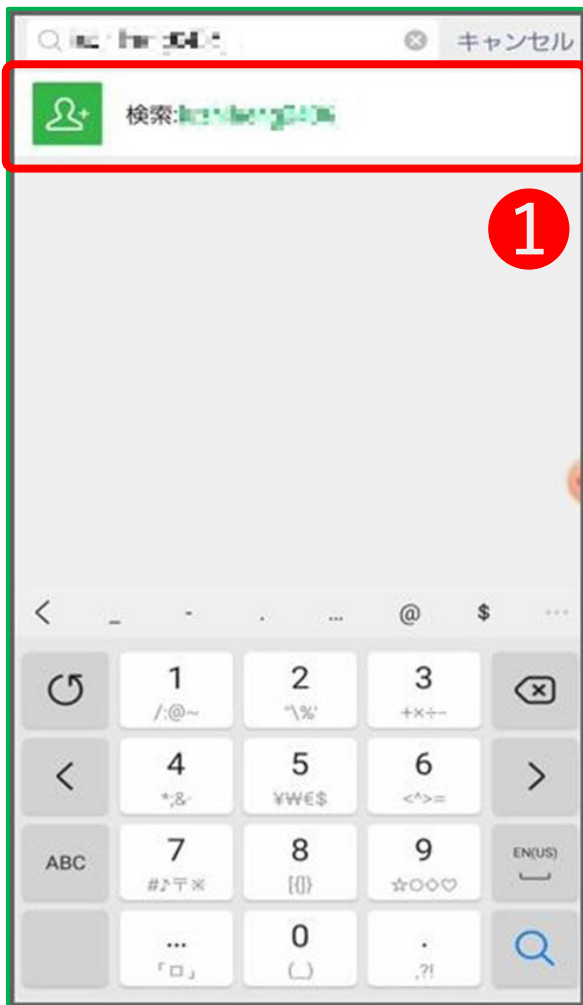 キャンセル
検索:
1
_ - . ... @ $ ...
1 2 3
/:@~ "\%' +×÷-
4 5 6
*;&· ¥₩€$ <^>=
ABC 7 8 9 EN(US)
#♪〒※ [{]} ☆○◇♡
... 0 .
「ロ」 (_) ,?!